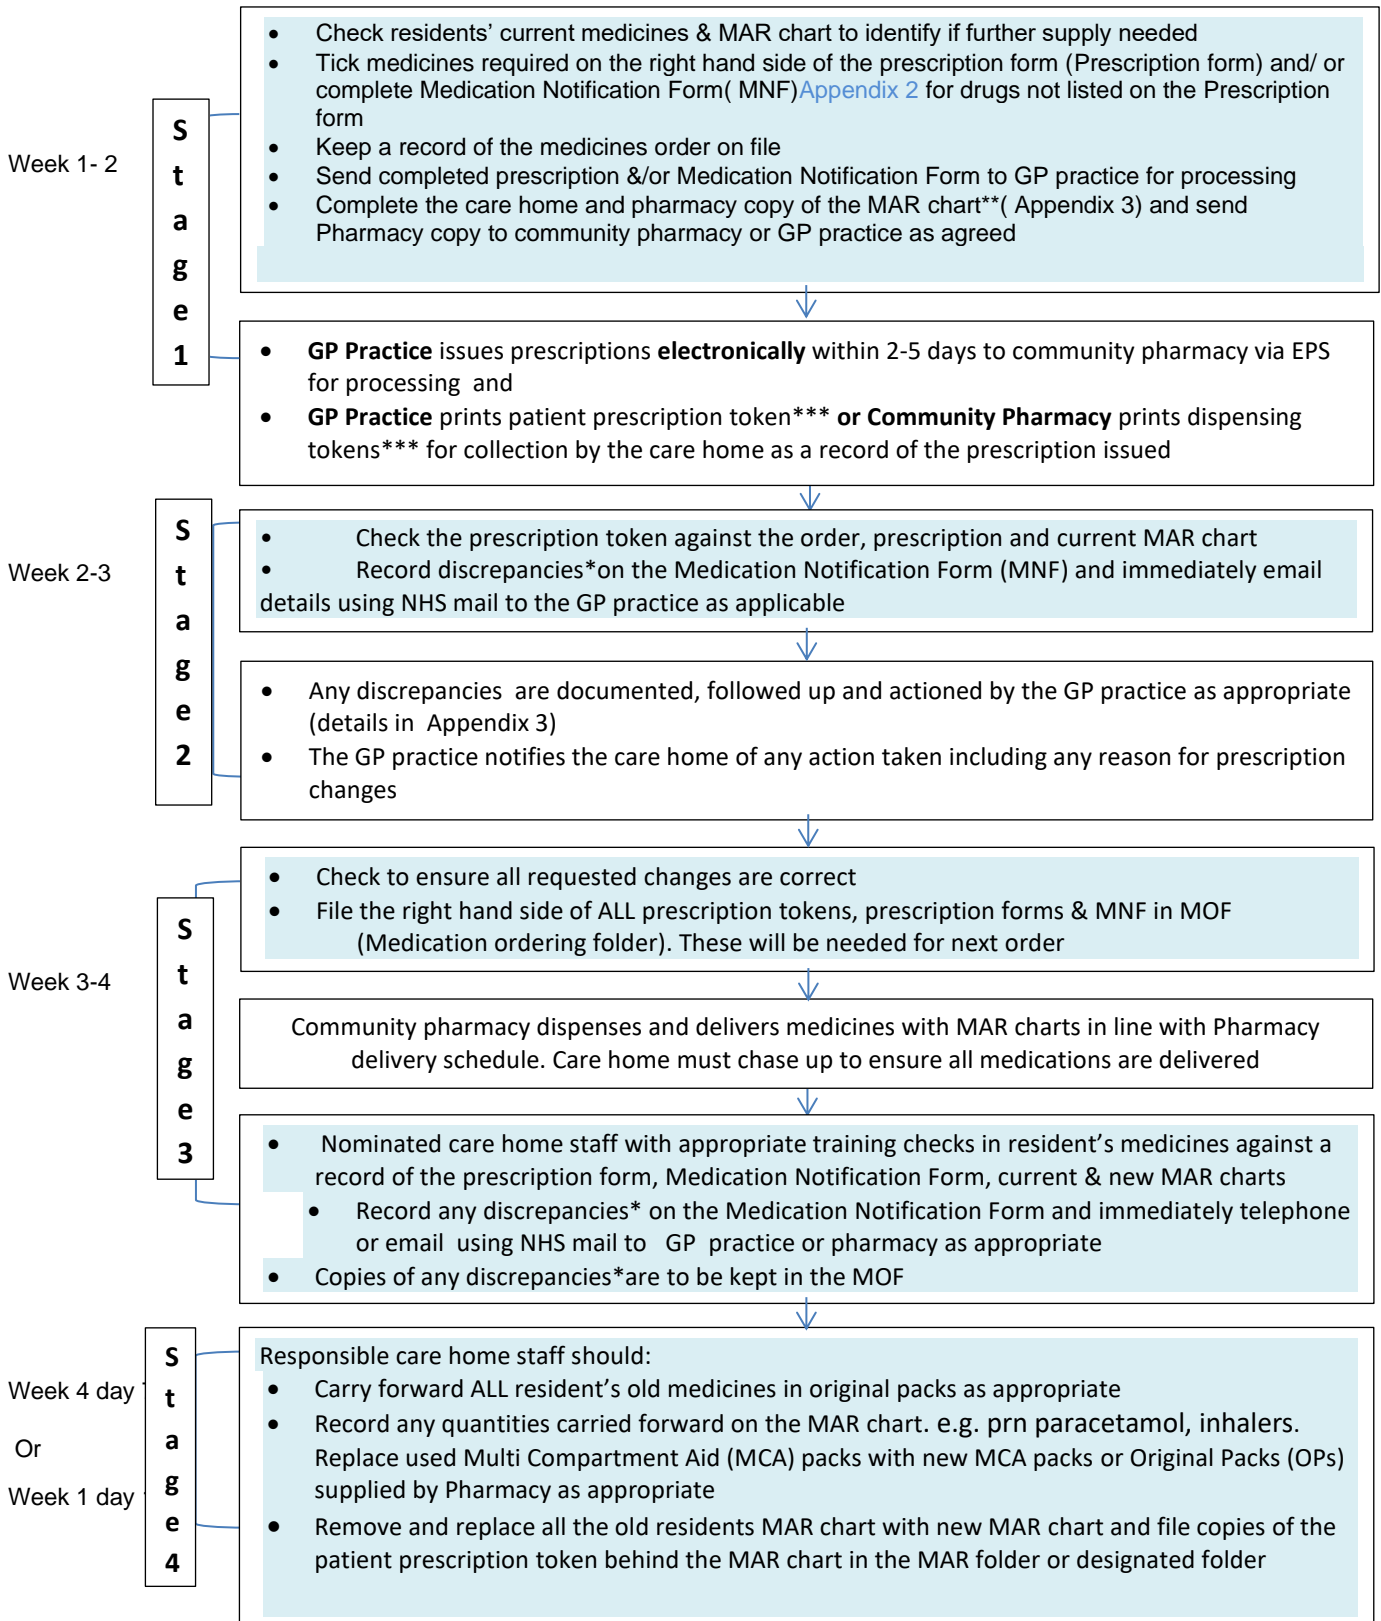 • Check residents’ current medicines & MAR chart to identify if further supply needed
• Tick medicines required on the right hand side of the prescription form (Prescription form) and/ or
complete Medication Notification Form( MNF)Appendix 2 for drugs not listed on the Prescription
form
• Keep a record of the medicines order on file
• Send completed prescription &/or Medication Notification Form to GP practice for processing
• Complete the care home and pharmacy copy of the MAR chart**( Appendix 3) and send
Pharmacy copy to community pharmacy or GP practice as agreed
Week 1- 2
S
t
a
g
e
1
• GP Practice issues prescriptions electronically within 2-5 days to community pharmacy via EPS
for processing and
• GP Practice prints patient prescription token*** or Community Pharmacy prints dispensing
tokens*** for collection by the care home as a record of the prescription issued
Week 2-3
S
t
a
g
e
2
• Check the prescription token against the order, prescription and current MAR chart
• Record discrepancies*on the Medication Notification Form (MNF) and immediately email
details using NHS mail to the GP practice as applicable
• Any discrepancies are documented, followed up and actioned by the GP practice as appropriate
(details in Appendix 3)
• The GP practice notifies the care home of any action taken including any reason for prescription
changes
Week 3-4
S
t
a
g
e
3
• Check to ensure all requested changes are correct
• File the right hand side of ALL prescription tokens, prescription forms & MNF in MOF
(Medication ordering folder). These will be needed for next order
Community pharmacy dispenses and delivers medicines with MAR charts in line with Pharmacy
delivery schedule. Care home must chase up to ensure all medications are delivered
• Nominated care home staff with appropriate training checks in resident’s medicines against a
record of the prescription form, Medication Notification Form, current & new MAR charts
• Record any discrepancies* on the Medication Notification Form and immediately telephone
or email using NHS mail to GP practice or pharmacy as appropriate
• Copies of any discrepancies*are to be kept in the MOF
Week 4 day
Or
Week 1 day
S
t
a
g
e
4
Responsible care home staff should:
• Carry forward ALL resident’s old medicines in original packs as appropriate
• Record any quantities carried forward on the MAR chart. e.g. prn paracetamol, inhalers.
Replace used Multi Compartment Aid (MCA) packs with new MCA packs or Original Packs (OPs)
supplied by Pharmacy as appropriate
• Remove and replace all the old residents MAR chart with new MAR chart and file copies of the
patient prescription token behind the MAR chart in the MAR folder or designated folder